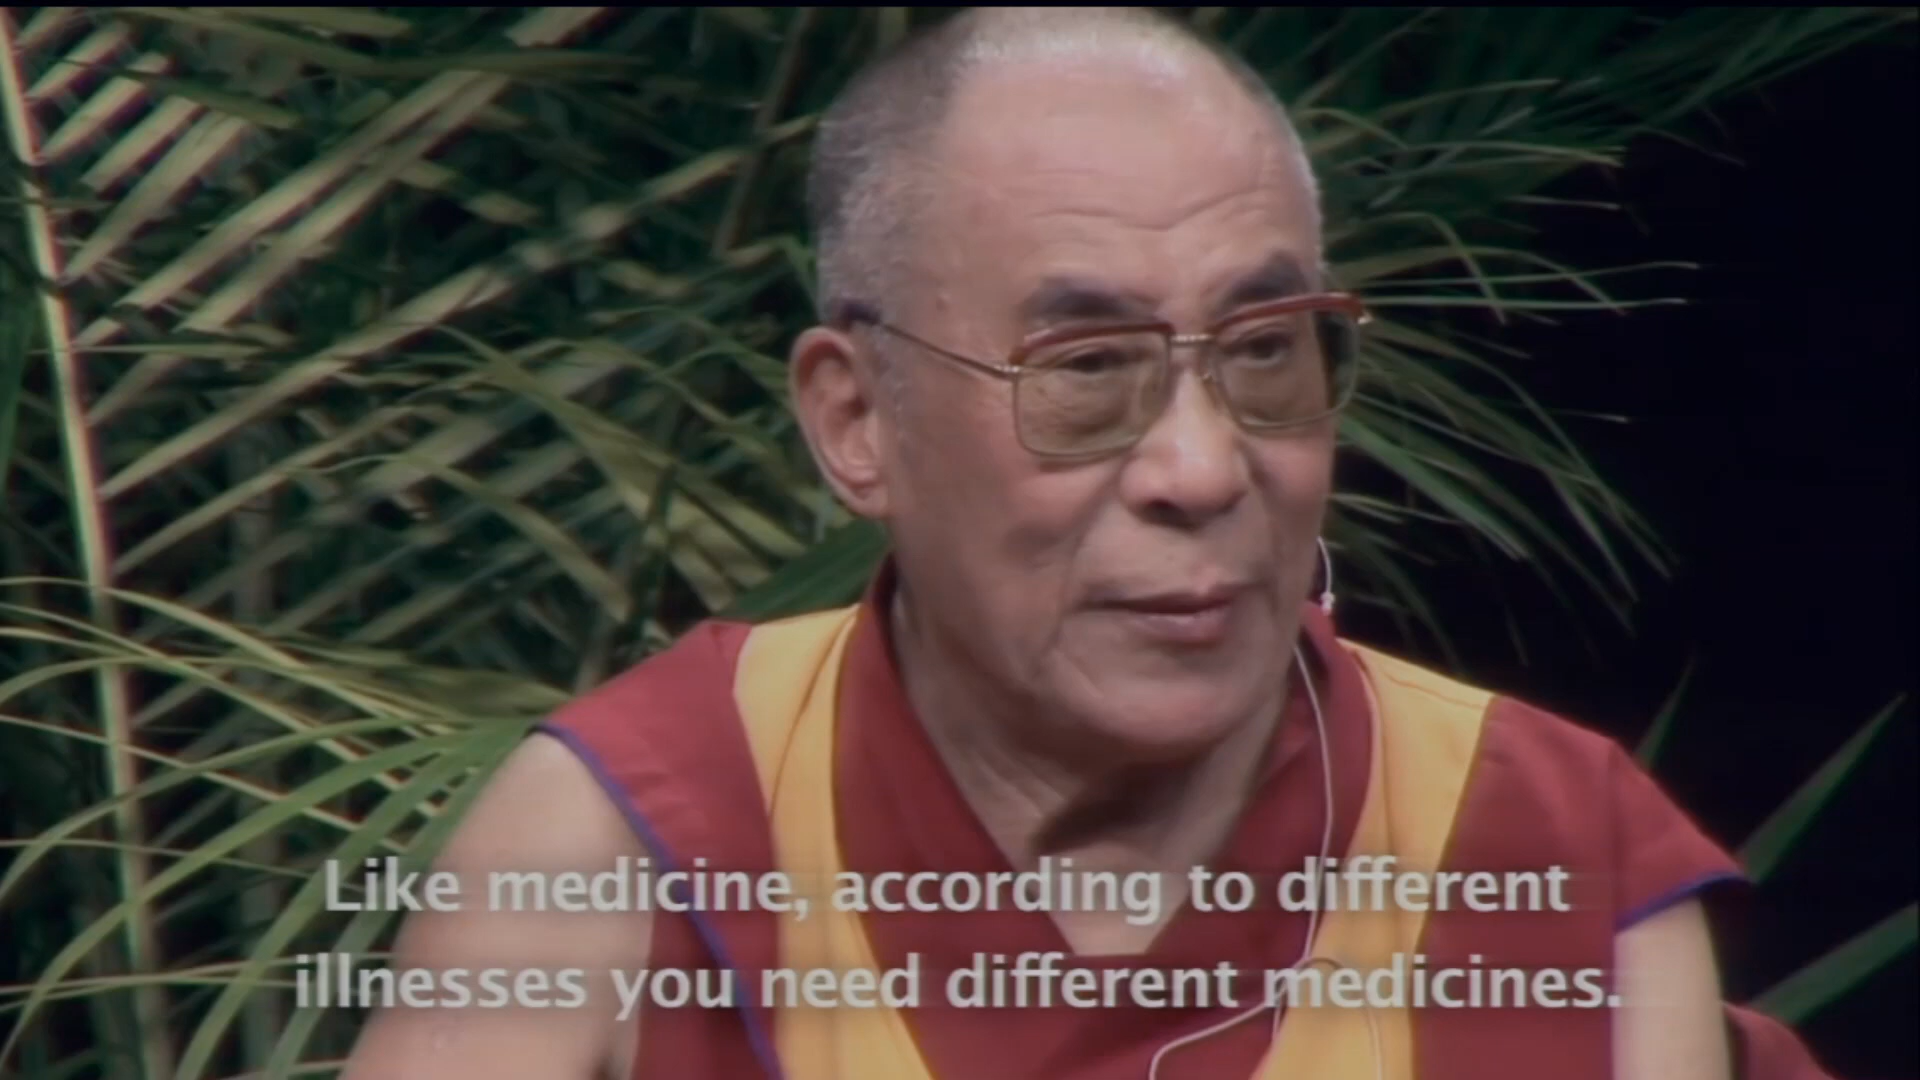 Like medicine, according to different
illnesses you need different medicines.